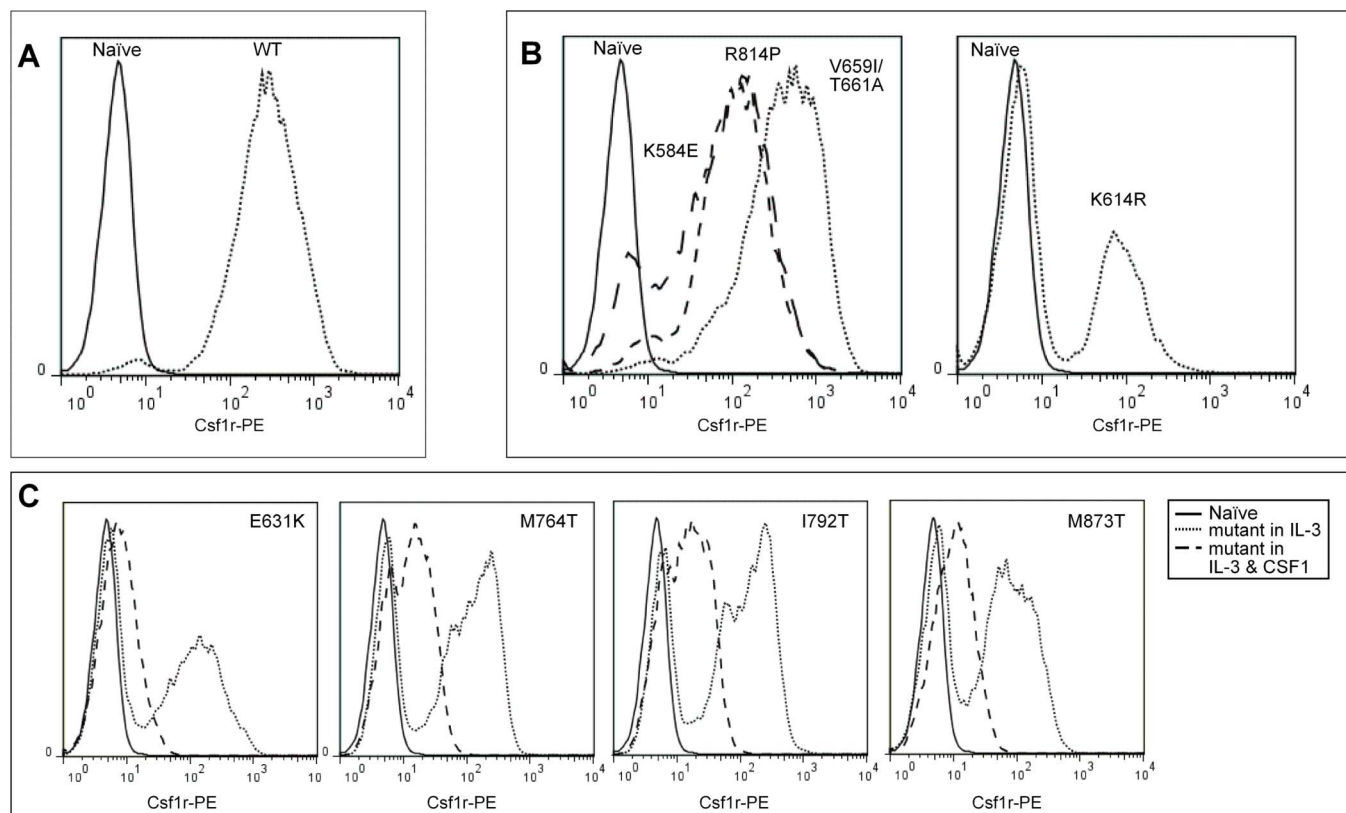 A
Naïve
WT
0
10^0 10^1 10^2 10^3 10^4
Csf1r-PE
B
Naïve
K584E
R814P
V659I/
T661A
0
10^0 10^1 10^2 10^3 10^4
Csf1r-PE
Naïve
K614R
0
10^0 10^1 10^2 10^3 10^4
Csf1r-PE
C
E631K
0
10^0 10^1 10^2 10^3 10
Csf1r-PE
M764T
0
10^0 10^1 10^2 10^3 10^4
Csf1r-PE
I792T
10^0 10^1 10^2 10^3 10^4
Csf1r-PE
M873T
0
10^0 10^1 10^2 10^3 10^4
Csf1r-PE
Naïve
mutant in IL-3
mutant in
IL-3 & CSF1